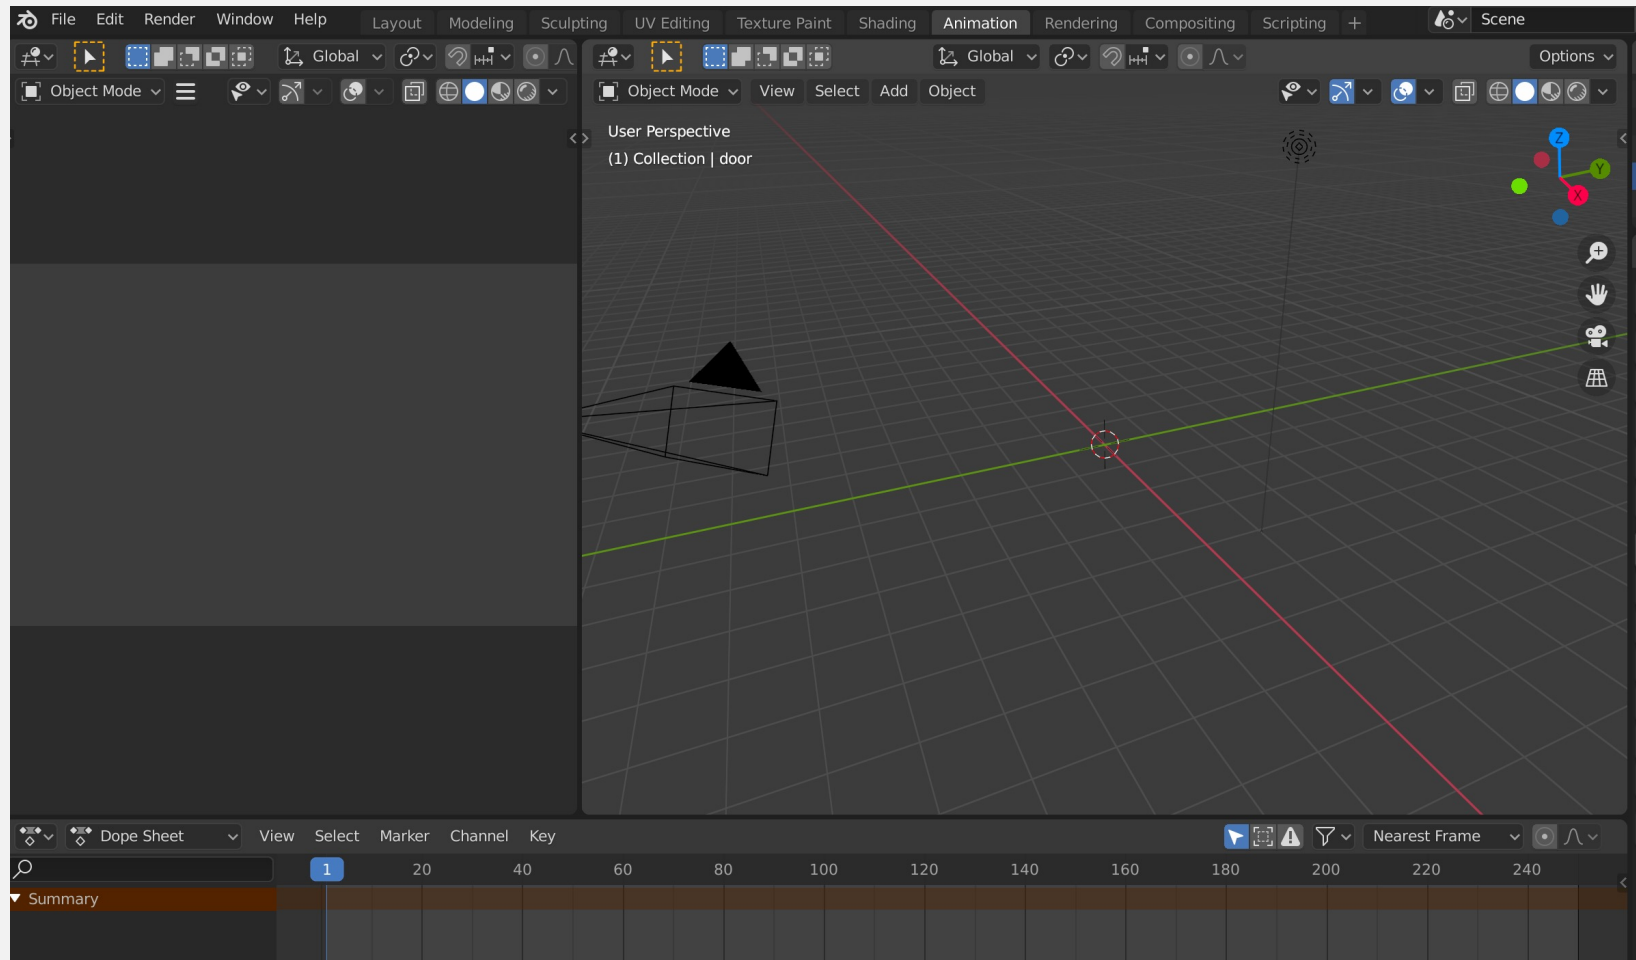 File Edit Render Window Help Layout Modeling Sculpting UV Editing Texture Paint Shading Animation Rendering Compositing Scripting + Scene
Global Global Options
Object Mode Object Mode View Select Add Object
User Perspective
(1) Collection | door
Z
Y
X
Dope Sheet View Select Marker Channel Key Nearest Frame
1 20 40 60 80 100 120 140 160 180 200 220 240
Summary